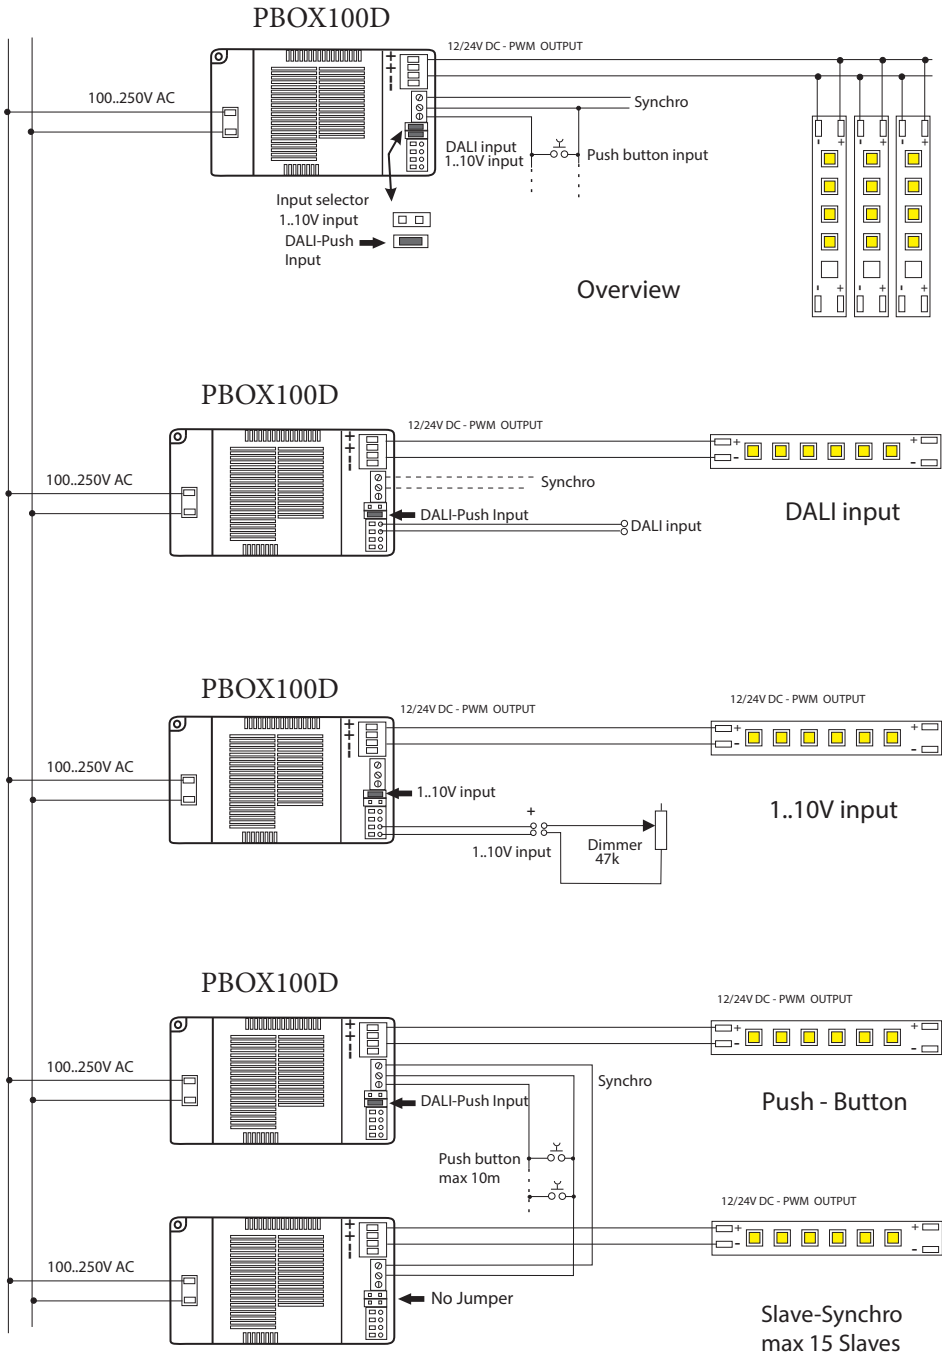 PBOX100D
12/24V DC - PWM OUTPUT
100..250V AC
Synchro
DALI input
1..10V input
Push button input
Input selector
1..10V input
DALI-Push
Input
Overview
PBOX100D
12/24V DC - PWM OUTPUT
100..250V AC
Synchro
DALI-Push Input
DALI input
DALI input
PBOX100D
12/24V DC - PWM OUTPUT
12/24V DC - PWM OUTPUT
100..250V AC
1..10V input
1..10V input
+
1..10V input
Dimmer
47k
PBOX100D
12/24V DC - PWM OUTPUT
100..250V AC
Synchro
DALI-Push Input
Push - Button
Push button
max 10m
12/24V DC - PWM OUTPUT
100..250V AC
No Jumper
Slave-Synchro
max 15 Slaves